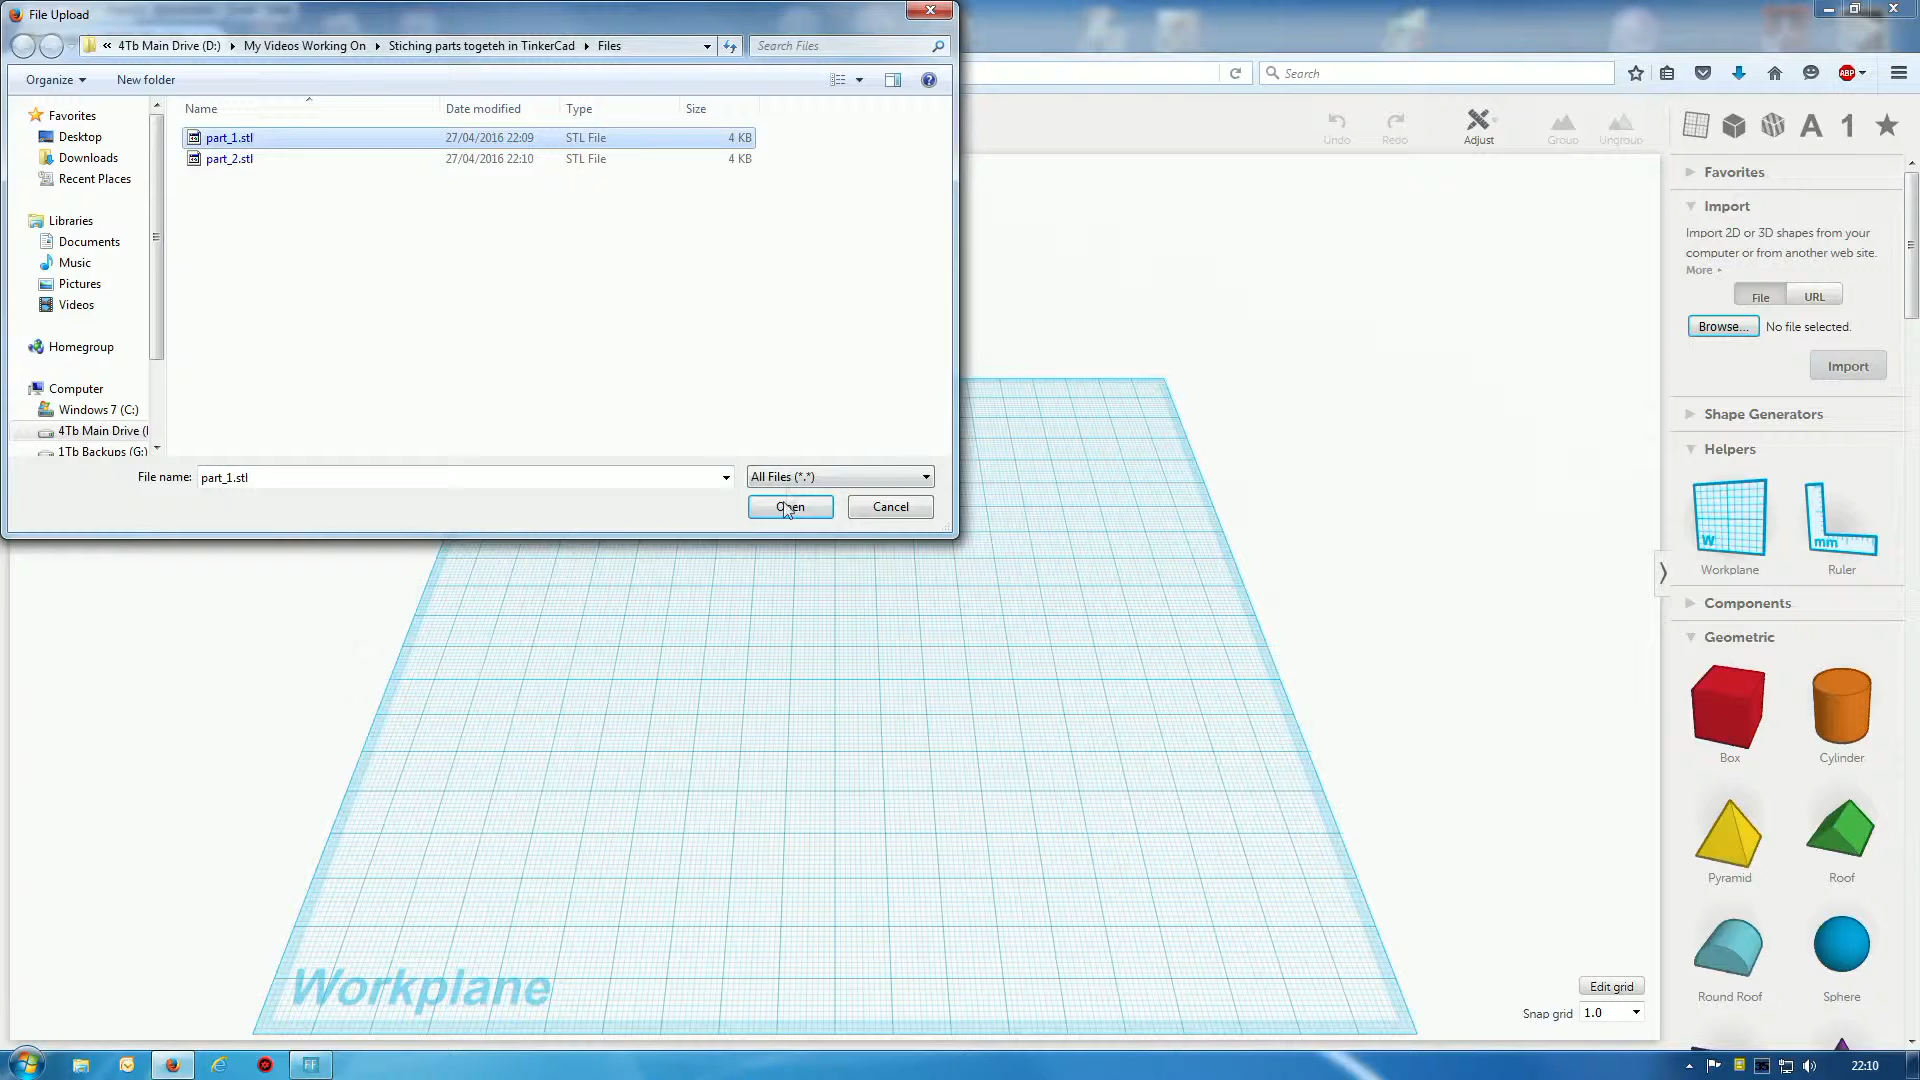 File Upload
« 4Tb Main Drive (D:) My Videos Working On Stiching parts togeteh in TinkerCad Files
Search Files
Organize New folder
Name Date modified Type Size
part_1.stl 27/04/2016 22:09 STL File 4 KB
part_2.stl 27/04/2016 22:10 STL File 4 KB
Favorites
Desktop
Downloads
Recent Places
Libraries
Documents
Music
Pictures
Videos
Homegroup
Computer
Windows 7 (C:)
4Tb Main Drive (
1Tb Backups (G:)
File name: part_1.stl All Files (*.*)
Open Cancel
Search
ABP
Undo Redo Adjust Group Ungroup
A 1
Favorites
Import
Import 2D or 3D shapes from your
computer or from another web site.
More
File URL
Browse... No file selected.
Import
Shape Generators
Helpers
W mm
Workplane Ruler
Components
Geometric
Box Cylinder
Pyramid Roof
Round Roof Sphere
Workplane
Edit grid
Snap grid 1.0
FF
22:10